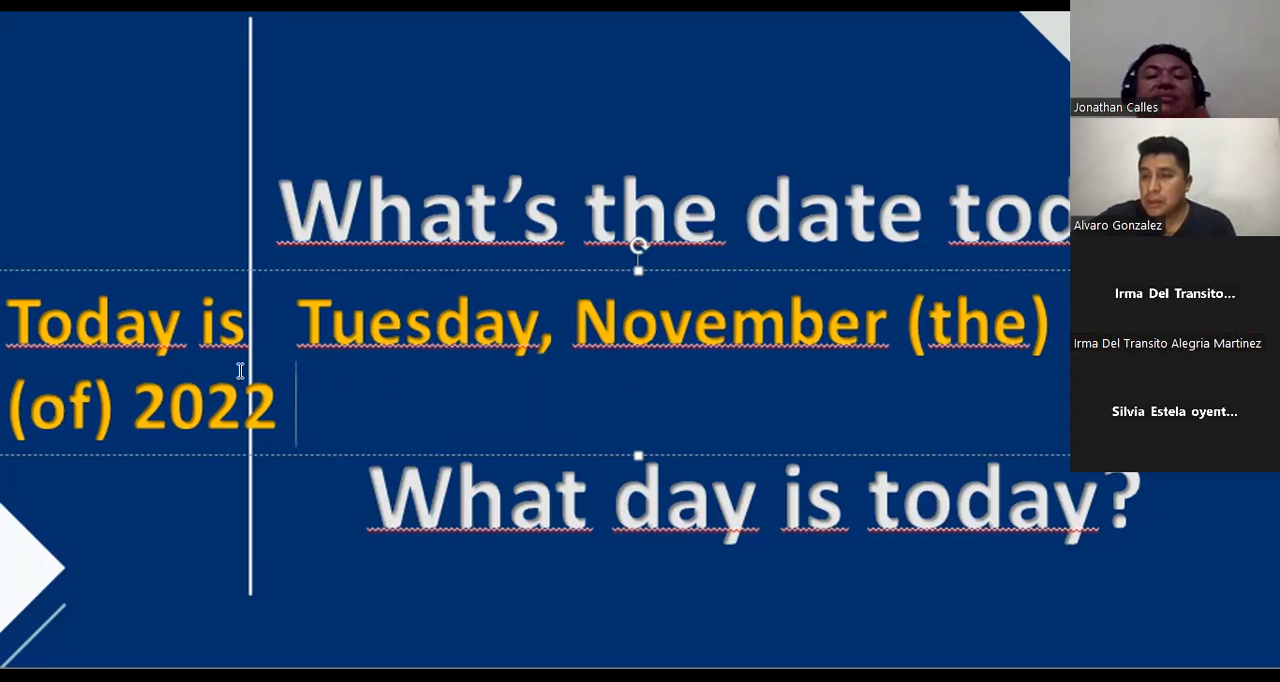 What's the date tod
Today is Tuesday, November (the)
(of) 2022
What day is today?
Jonathan Calles
Alvaro Gonzalez
Irma Del Transito...
Irma Del Transito Alegria Martinez
Silvia Estela oyent...